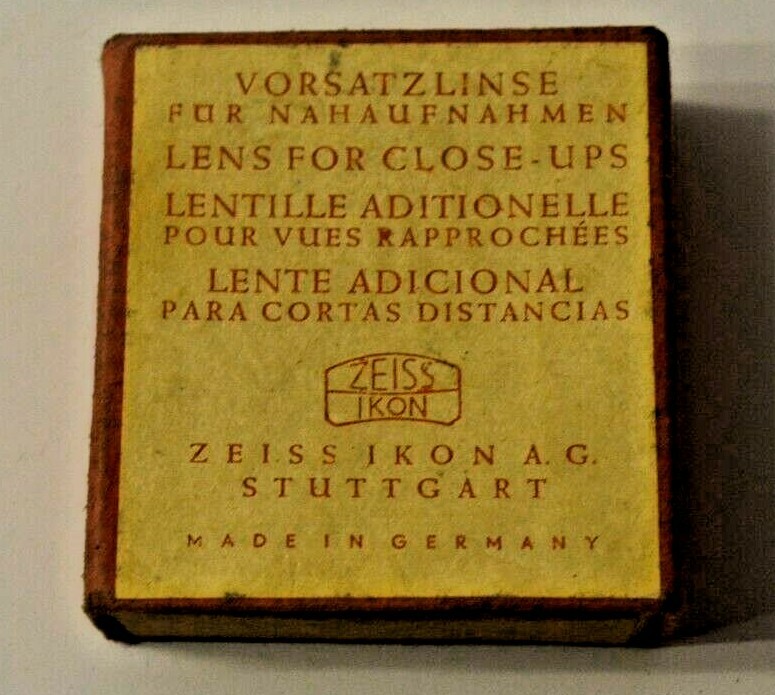 VORSATZLINSE
FÜR NAHAUFNAHMEN
LENS FOR CLOSE-UPS
LENTILLE ADITIONELLE
POUR VUES RAPPROCHÉES
LENTE ADICIONAL
PARA CORTAS DISTANCIAS
ZEISS
IKON
ZEISS IKON A.G.
STUTTGART
MADE IN GERMANY